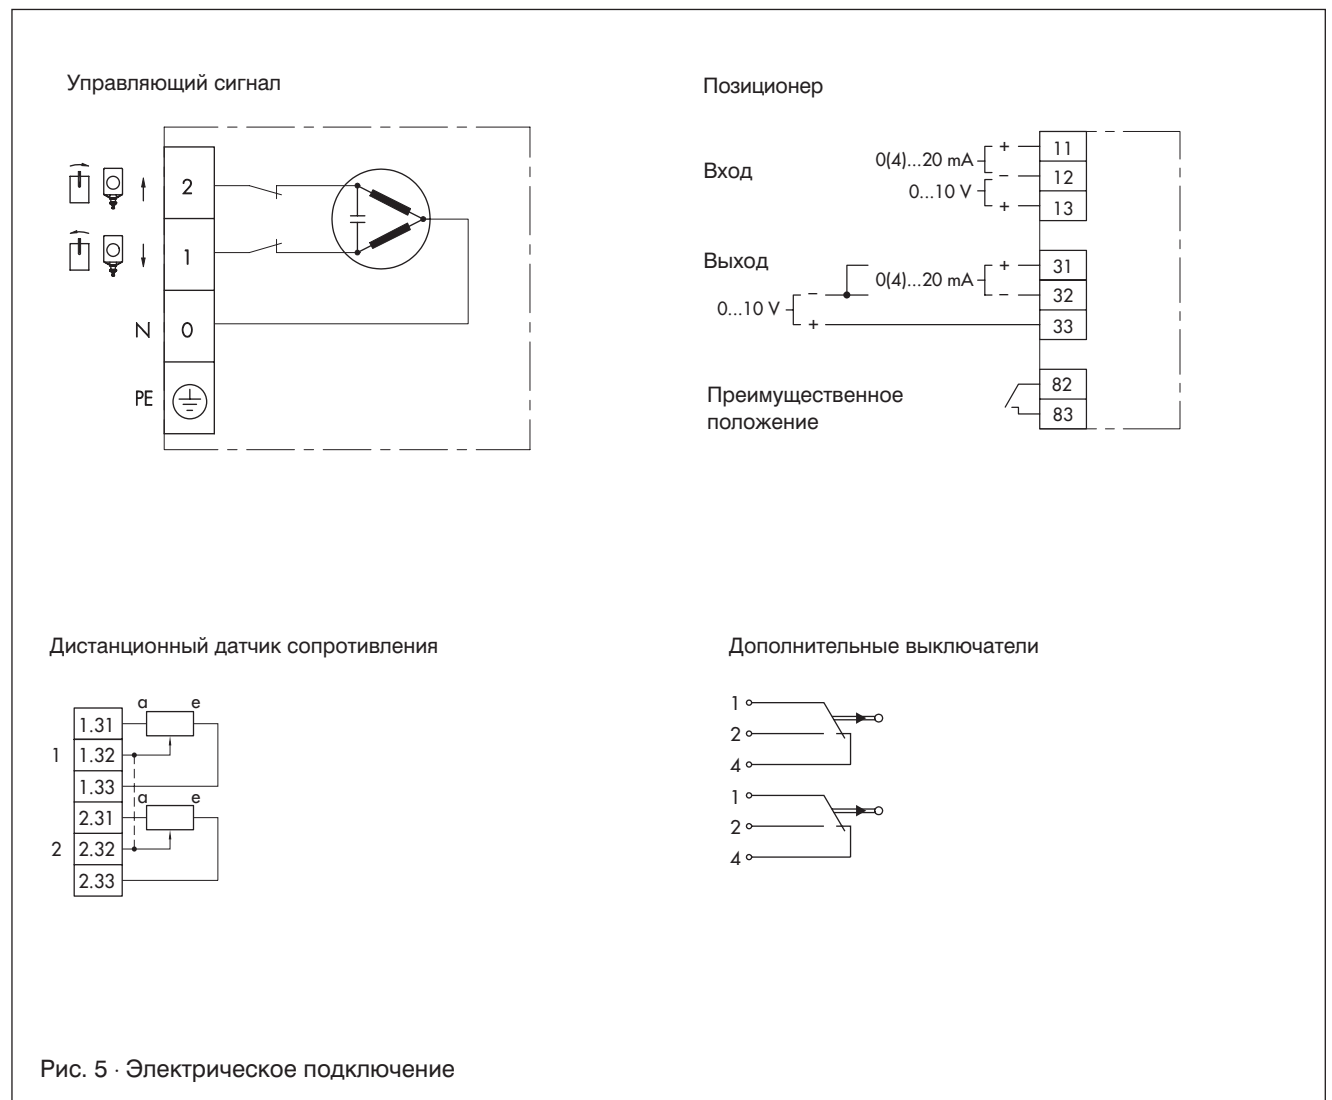 Управляющий сигнал
2
1
N 0
PE
Позиционер
Вход
0(4)...20 mA + 11
− 12
0...10 V + 13
Выход
0(4)...20 mA + 31
− − 32
0...10 V + 33
Преимущественное
положение
82
83
Дистанционный датчик сопротивления
a e
1.31
1 1.32
1.33
a e
2.31
2 2.32
2.33
Дополнительные выключатели
1
2
4
1
2
4
Рис. 5 · Электрическое подключение